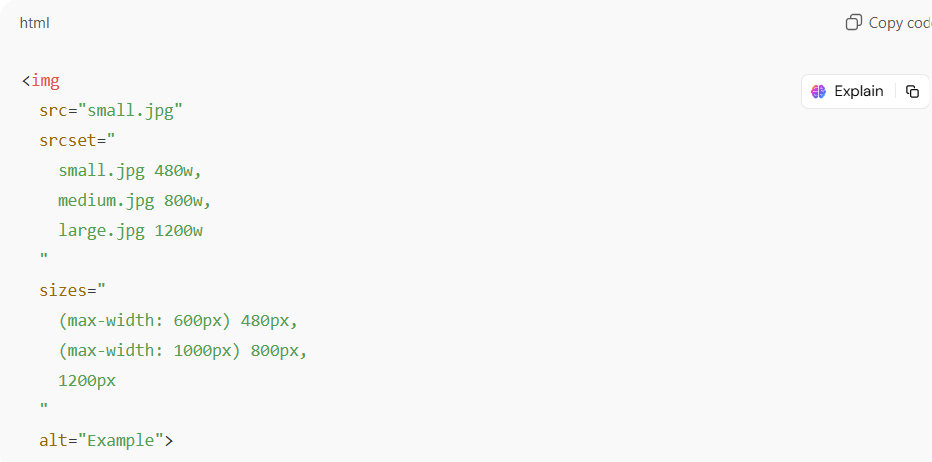 html
Copy cod
<img
Explain
src="small.jpg"
srcset="
small.jpg 480w,
medium.jpg 800w,
large.jpg 1200w
"
sizes="
(max-width: 600px) 480px,
(max-width: 1000px) 800px,
1200px
"
alt="Example">